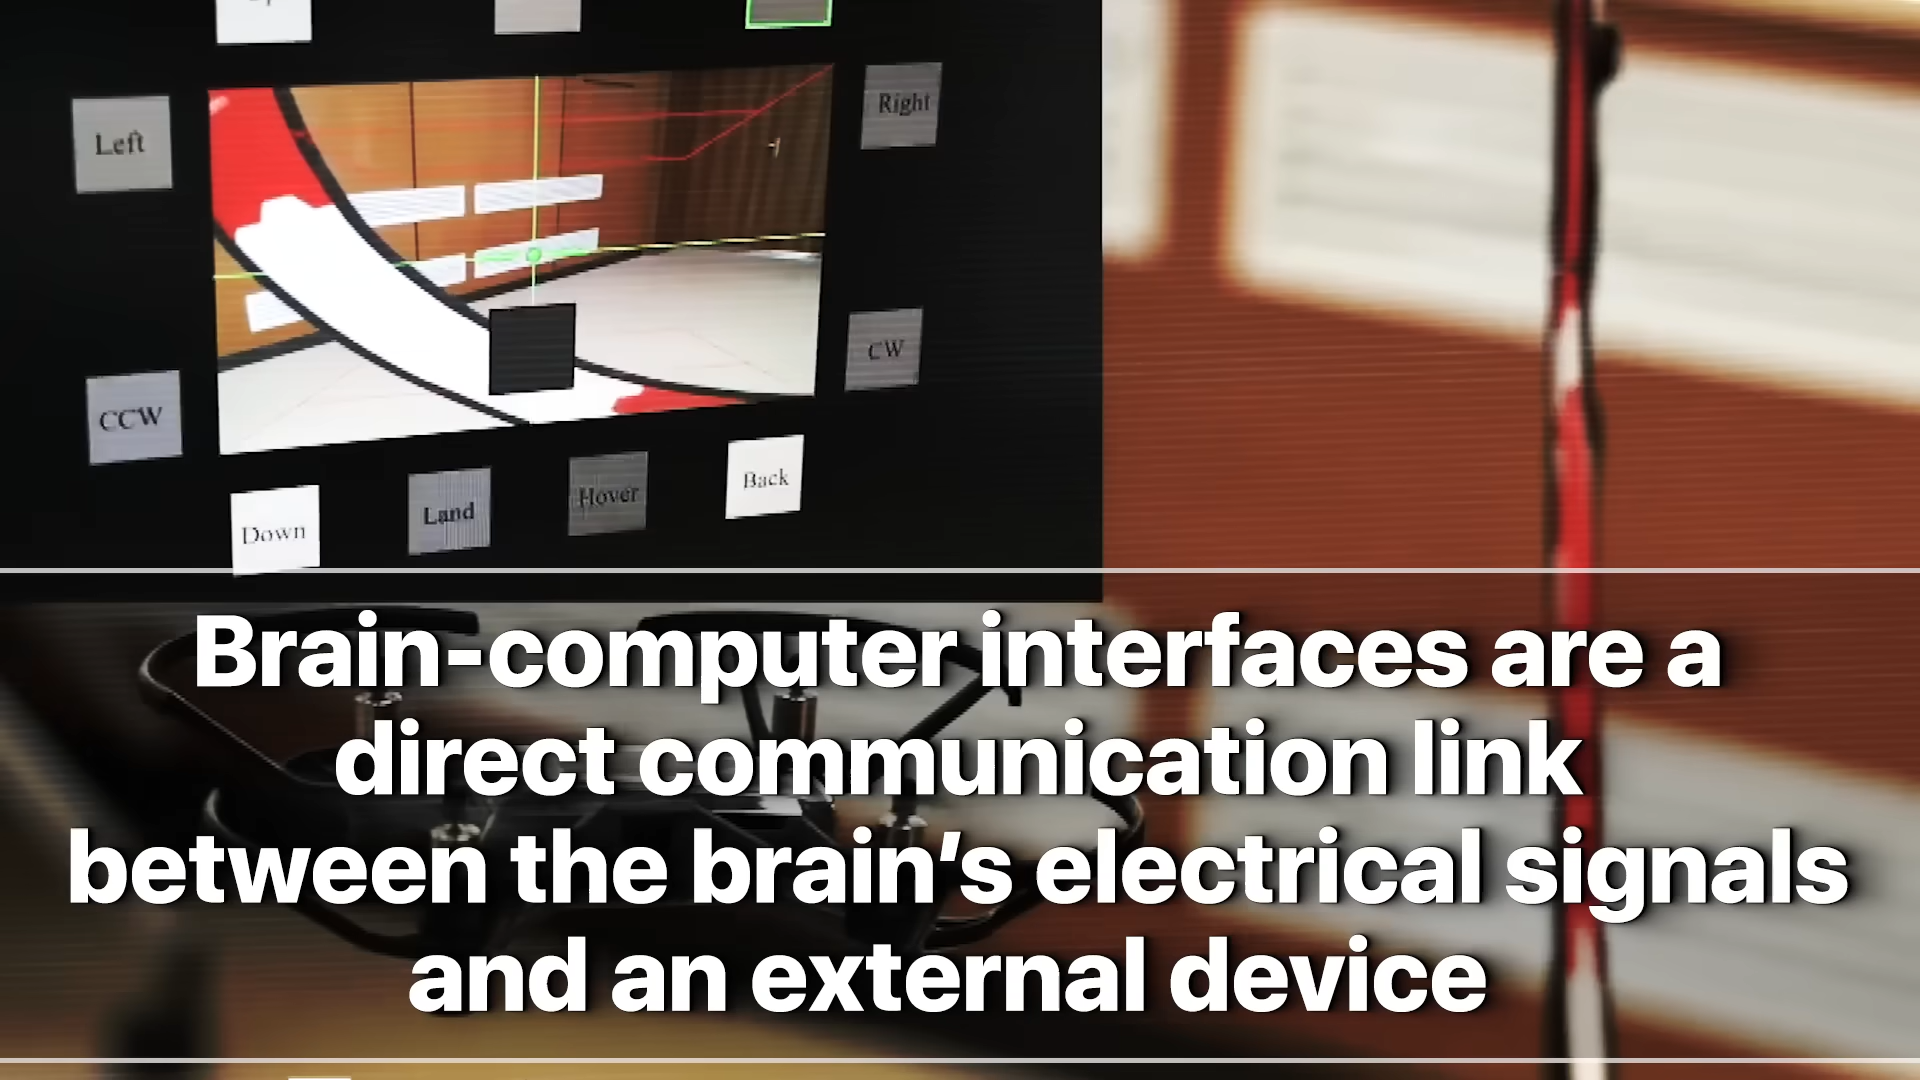 Left
Right
CCW
CW
Down
Land
Hover
Back
Brain-computer interfaces are a
direct communication link
between the brain’s electrical signals
and an external device